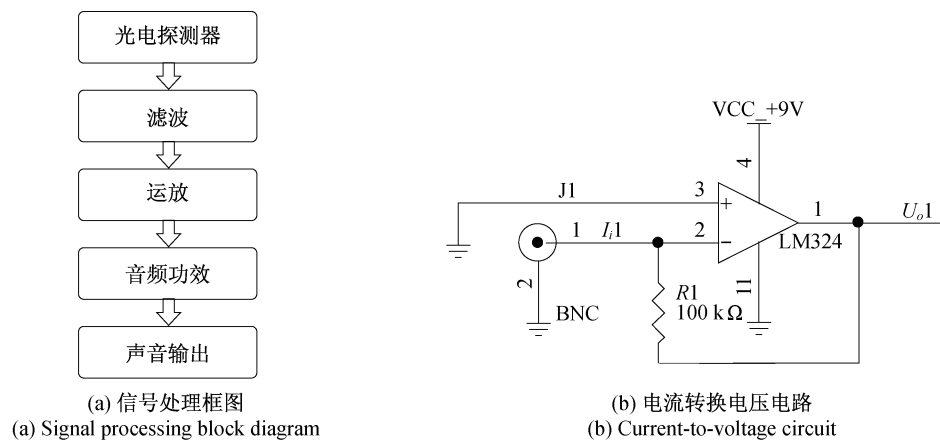 光电探测器
滤波
运放
音频功效
声音输出
(a) 信号处理框图
(a) Signal processing block diagram
VCC_+9V
4
J1
3
+
1
Ii1
2
−
1
Uo1
LM324
11
2
BNC
R1
100 kΩ
(b) 电流转换电压电路
(b) Current-to-voltage circuit